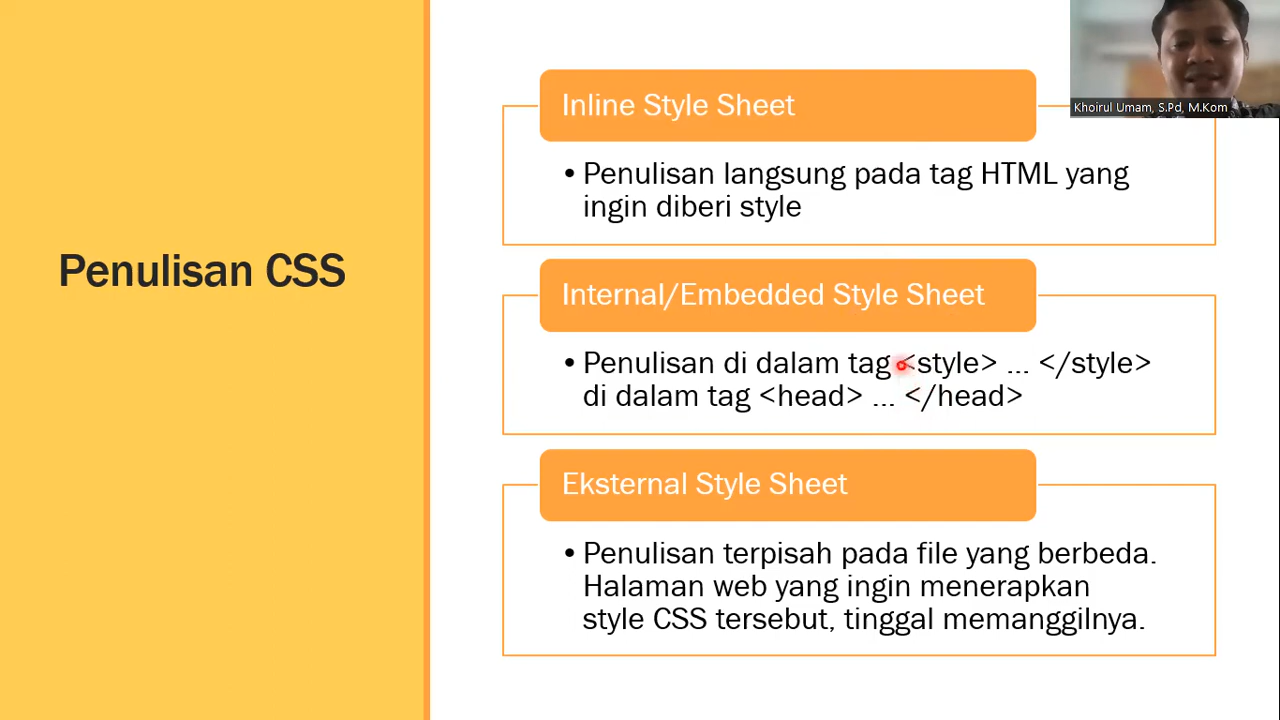 Khoirul Umam, S.Pd, M.Kom
Penulisan CSS
Inline Style Sheet
• Penulisan langsung pada tag HTML yang
ingin diberi style
Internal/Embedded Style Sheet
• Penulisan di dalam tag <style> ... </style>
di dalam tag <head> ... </head>
Eksternal Style Sheet
• Penulisan terpisah pada file yang berbeda.
Halaman web yang ingin menerapkan
style CSS tersebut, tinggal memanggilnya.